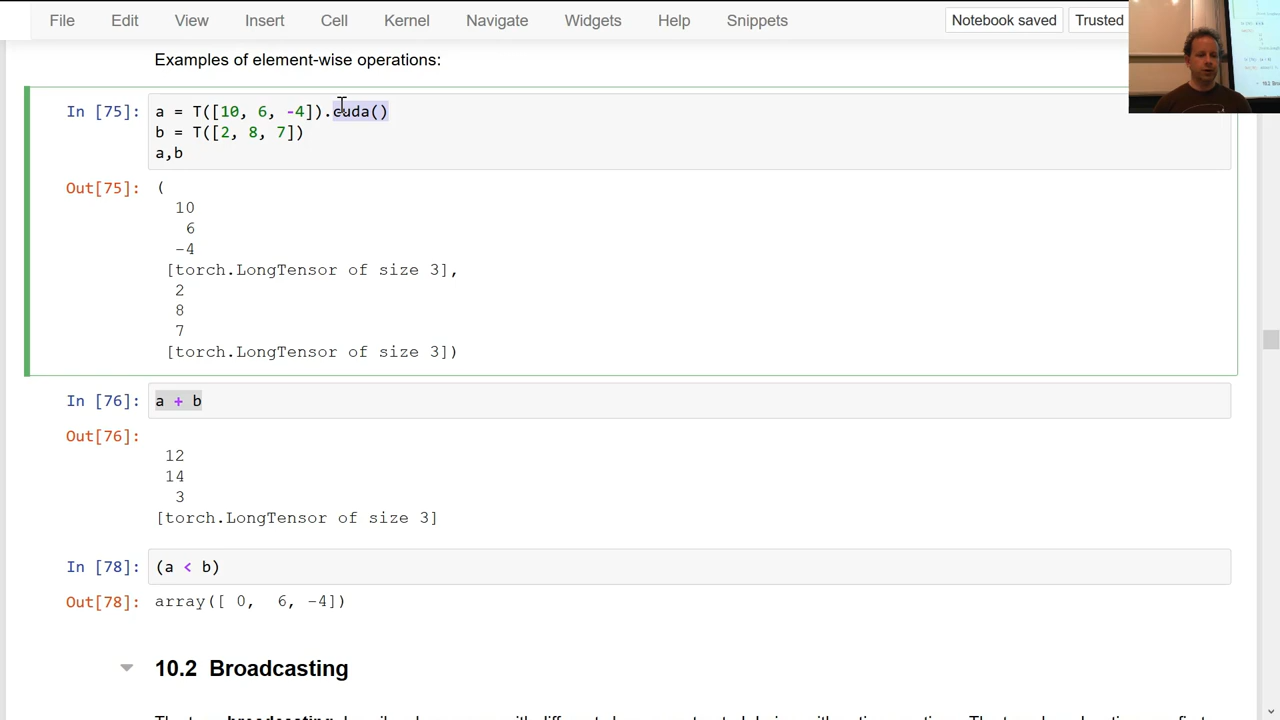 File Edit View Insert Cell Kernel Navigate Widgets Help Snippets Notebook saved Trusted
Examples of element-wise operations:
In [75]: a = T([10, 6, -4]).cuda()
b = T([2, 8, 7])
a,b
Out[75]: (
10
6
-4
[torch.LongTensor of size 3],
2
8
7
[torch.LongTensor of size 3])
In [76]: a + b
Out[76]:
12
14
3
[torch.LongTensor of size 3]
In [78]: (a < b)
Out[78]: array([ 0, 6, -4])
10.2 Broadcasting